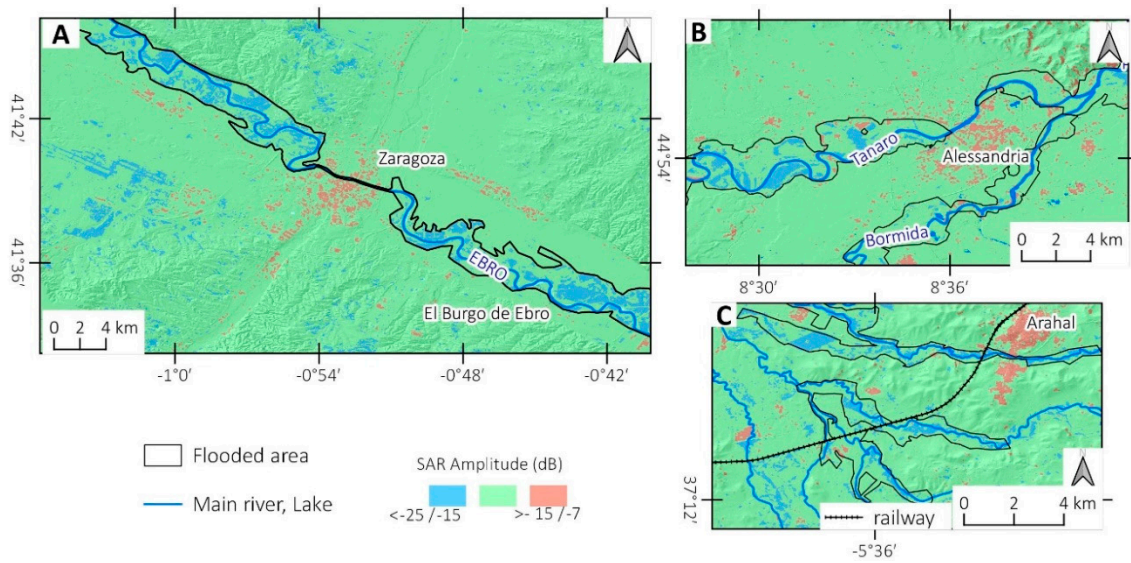 A
N
Zaragoza
EBRO
El Burgo de Ebro
0 2 4 km
41°42'
41°36'
-1°0'
-0°54'
-0°48'
-0°42'
B
N
Tanaro
Alessandria
Bormida
0 2 4 km
44°54'
8°30'
8°36'
C
Arahal
N
37°12'
railway
0 2 4 km
-5°36'
Flooded area
Main river, Lake
SAR Amplitude (dB)
<-25 /-15
>- 15 /-7